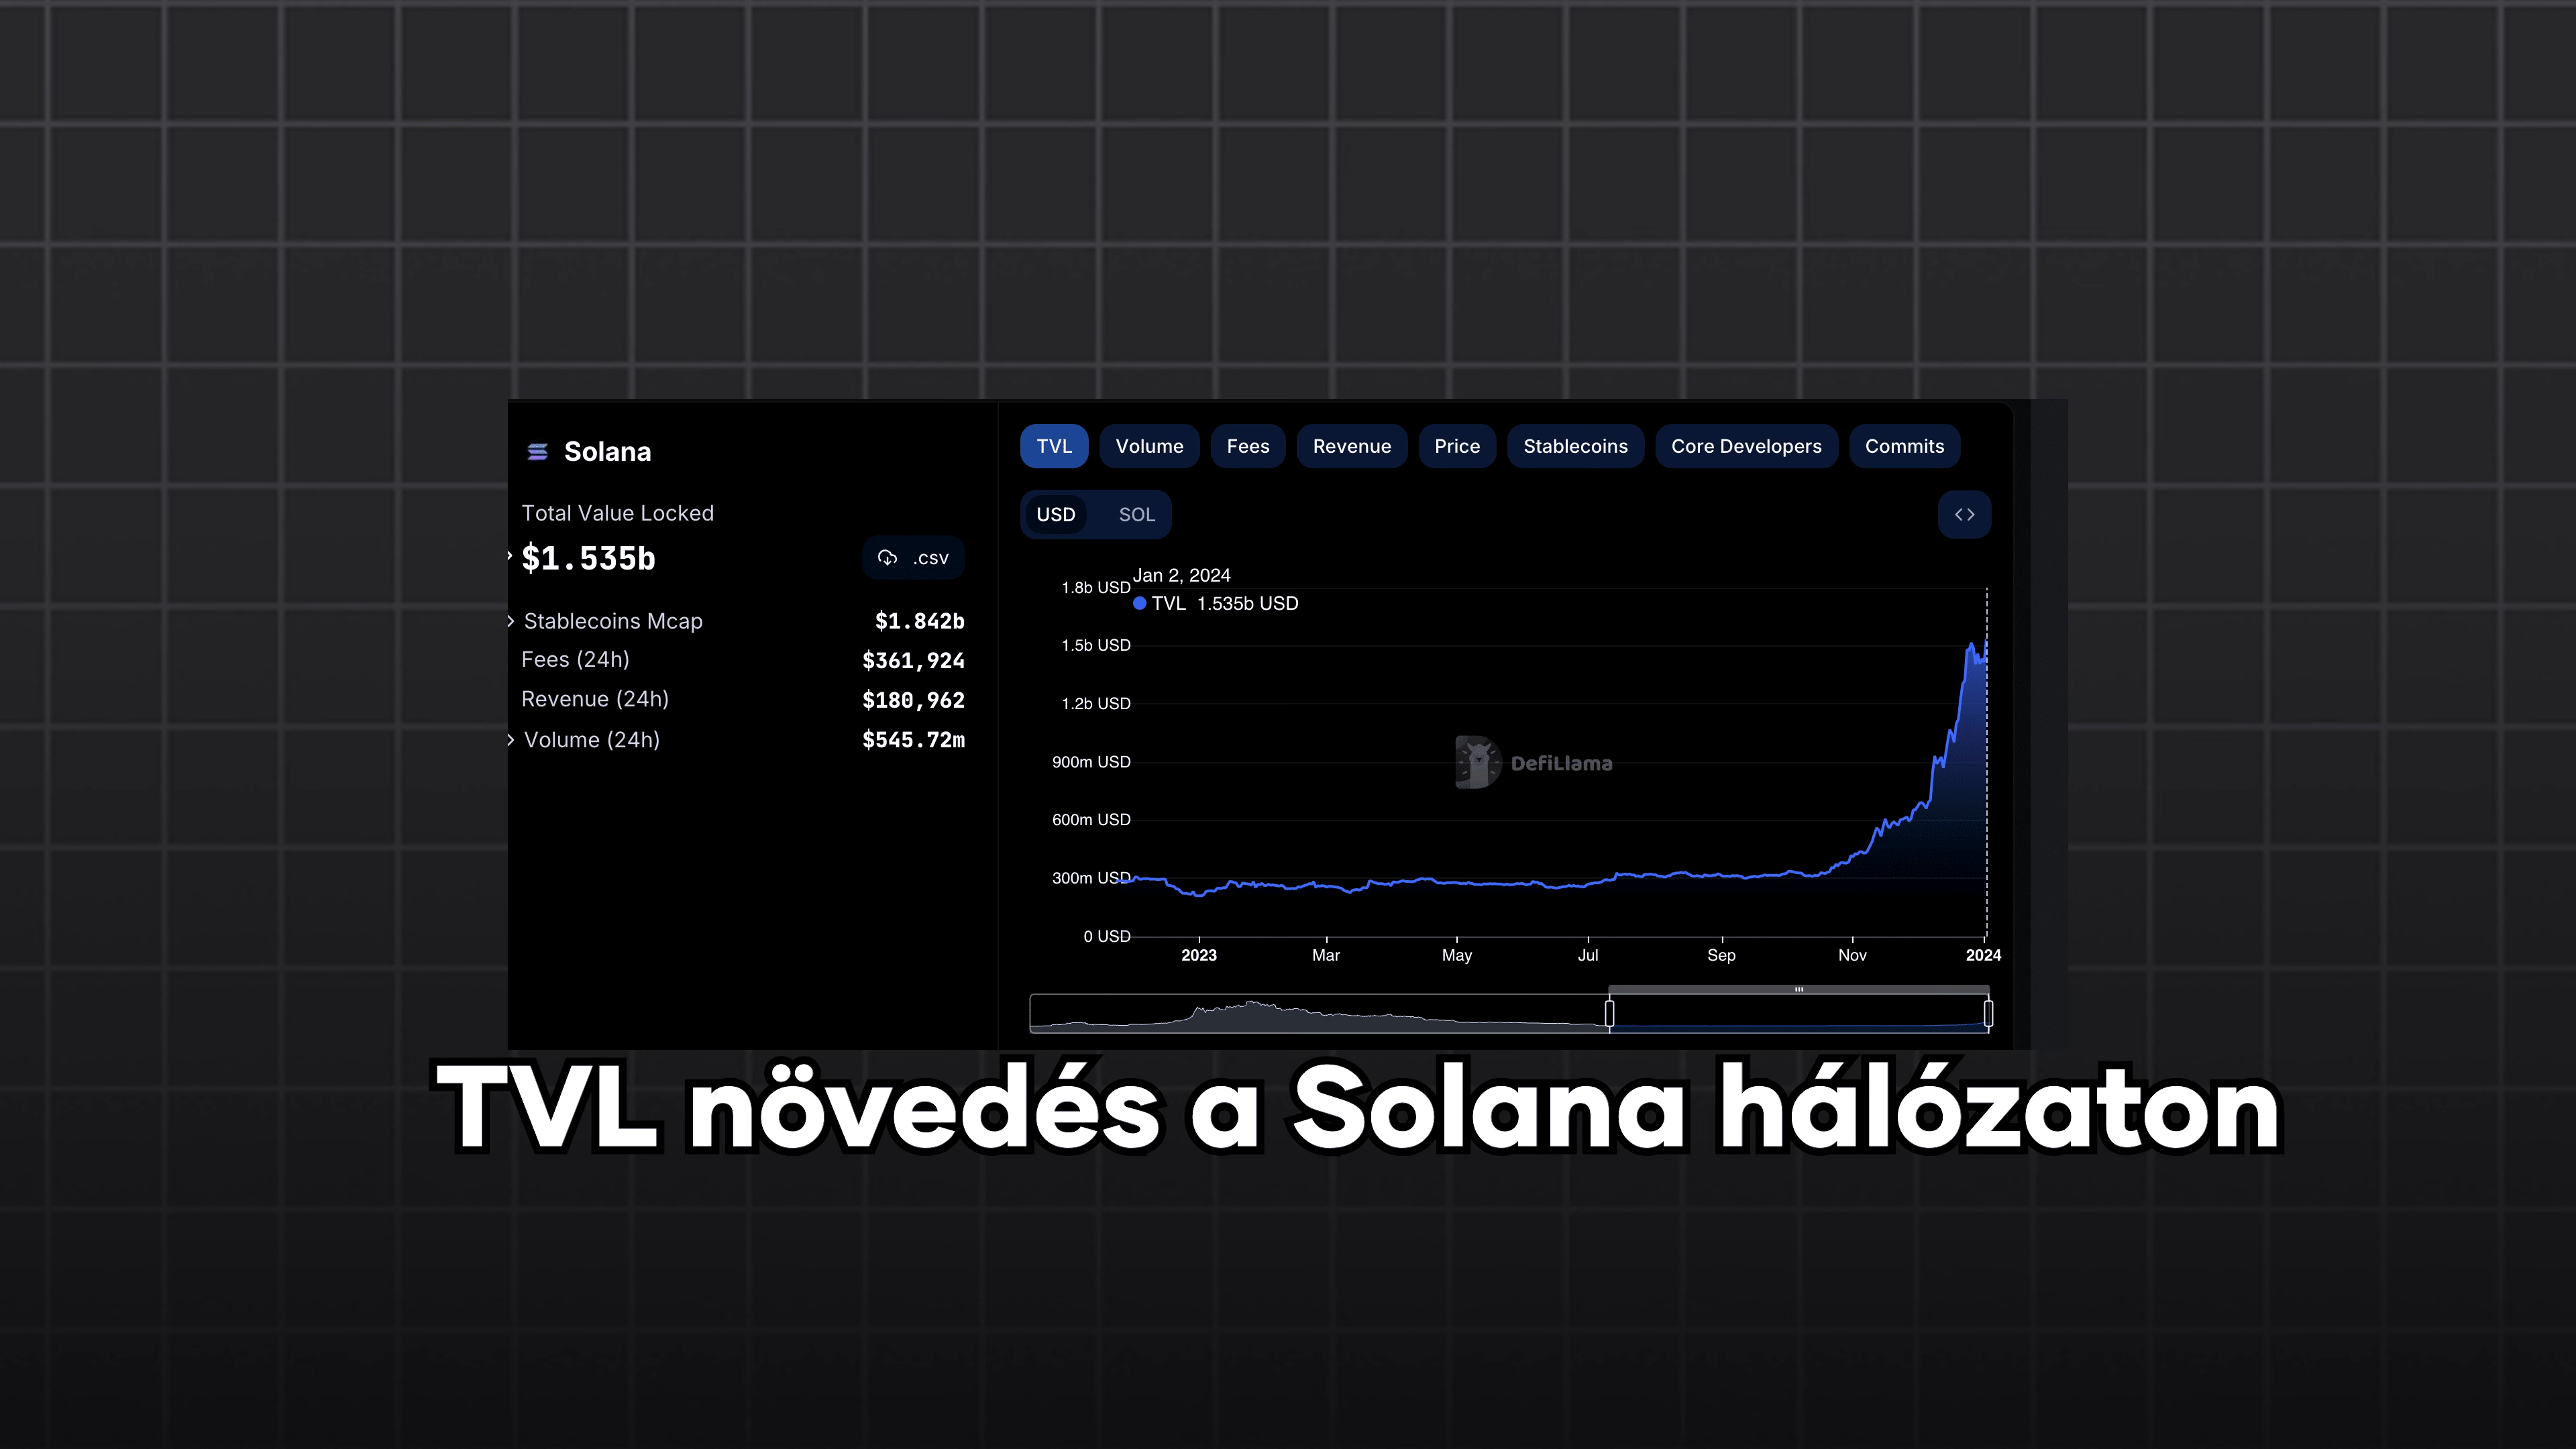 Solana
Total Value Locked
$1.535b
.csv
Stablecoins Mcap $1.842b
Fees (24h) $361,924
Revenue (24h) $180,962
Volume (24h) $545.72m
TVL Volume Fees Revenue Price Stablecoins Core Developers Commits
USD SOL
Jan 2, 2024
TVL 1.535b USD
1.8b USD
1.5b USD
1.2b USD
900m USD
600m USD
300m USD
0 USD
DefiLlama
2023 Mar May Jul Sep Nov 2024
TVL növedés a Solana hálózaton